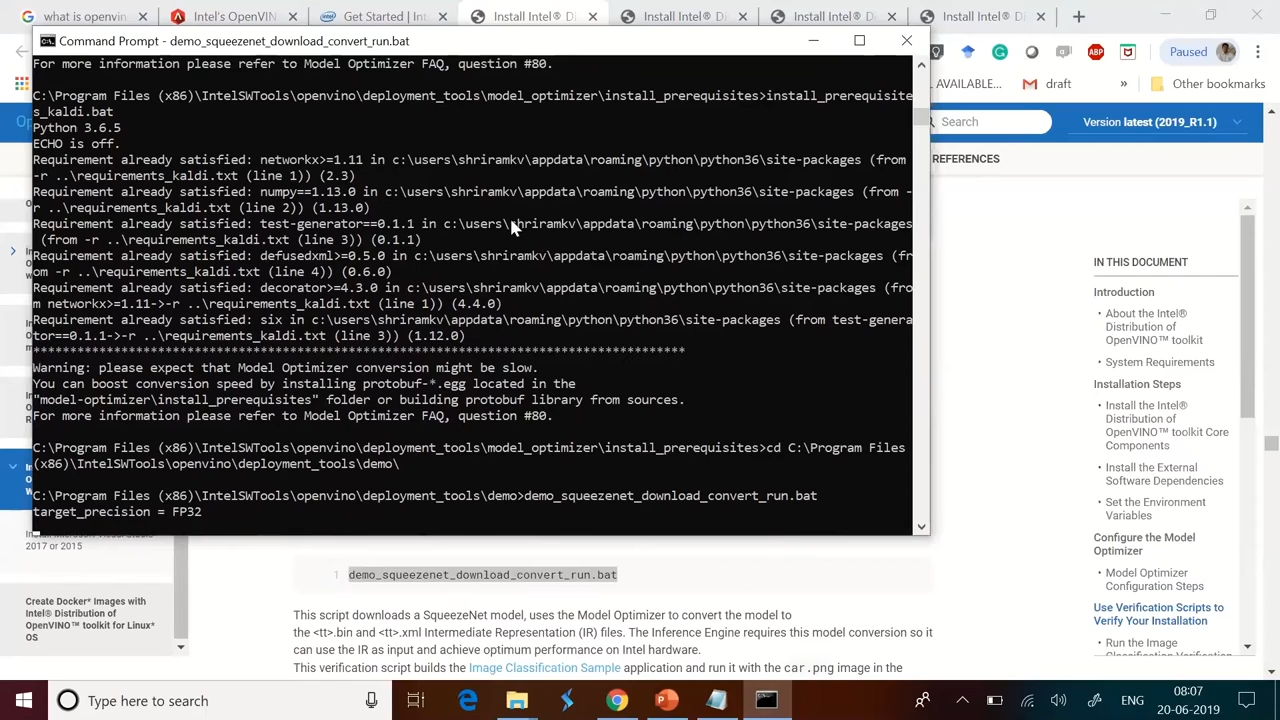 what is openvin
Intel's OpenVIN
Get Started | Int
Install Intel® Di
Install Intel® Di
Install Intel® Di
Install Intel® Di
Command Prompt - demo_squeezenet_download_convert_run.bat
Paused
AVAILABLE...
draft
»
Other bookmarks
For more information please refer to Model Optimizer FAQ, question #80.
C:\Program Files (x86)\IntelSWTools\openvino\deployment_tools\model_optimizer\install_prerequisites>install_prerequisite
s_kaldi.bat
Python 3.6.5
ECHO is off.
Requirement already satisfied: networkx>=1.11 in c:\users\shriramkv\appdata\roaming\python\python36\site-packages (from
-r ..\requirements_kaldi.txt (line 1)) (2.3)
Requirement already satisfied: numpy==1.13.0 in c:\users\shriramkv\appdata\roaming\python\python36\site-packages (from -
r ..\requirements_kaldi.txt (line 2)) (1.13.0)
Requirement already satisfied: test-generator==0.1.1 in c:\users\shriramkv\appdata\roaming\python\python36\site-packages
(from -r ..\requirements_kaldi.txt (line 3)) (0.1.1)
Requirement already satisfied: defusedxml>=0.5.0 in c:\users\shriramkv\appdata\roaming\python\python36\site-packages (fr
om -r ..\requirements_kaldi.txt (line 4)) (0.6.0)
Requirement already satisfied: decorator>=4.3.0 in c:\users\shriramkv\appdata\roaming\python\python36\site-packages (fro
m networkx>=1.11->-r ..\requirements_kaldi.txt (line 1)) (4.4.0)
Requirement already satisfied: six in c:\users\shriramkv\appdata\roaming\python\python36\site-packages (from test-genera
tor==0.1.1->-r ..\requirements_kaldi.txt (line 3)) (1.12.0)
*************************************************************************************
Warning: please expect that Model Optimizer conversion might be slow.
You can boost conversion speed by installing protobuf-*.egg located in the
"model-optimizer\install_prerequisites" folder or building protobuf library from sources.
For more information please refer to Model Optimizer FAQ, question #80.
C:\Program Files (x86)\IntelSWTools\openvino\deployment_tools\model_optimizer\install_prerequisites>cd C:\Program Files
(x86)\IntelSWTools\openvino\deployment_tools\demo\
C:\Program Files (x86)\IntelSWTools\openvino\deployment_tools\demo>demo_squeezenet_download_convert_run.bat
target_precision = FP32
Search
Version latest (2019_R1.1)
REFERENCES
IN THIS DOCUMENT
Introduction
• About the Intel®
Distribution of
OpenVINO™ toolkit
• System Requirements
Installation Steps
• Install the Intel®
Distribution of
OpenVINO™ toolkit Core
Components
• Install the External
Software Dependencies
• Set the Environment
Variables
Configure the Model
Optimizer
• Model Optimizer
Configuration Steps
Use Verification Scripts to
Verify Your Installation
• Run the Image
2017 or 2015
Create Docker* Images with
Intel® Distribution of
OpenVINO™ toolkit for Linux*
OS
1 demo_squeezenet_download_convert_run.bat
This script downloads a SqueezeNet model, uses the Model Optimizer to convert the model to
the <tt>.bin and <tt>.xml Intermediate Representation (IR) files. The Inference Engine requires this model conversion so it
can use the IR as input and achieve optimum performance on Intel hardware.
This verification script builds the Image Classification Sample application and run it with the car.png image in the
Type here to search
ENG
08:07
20-06-2019